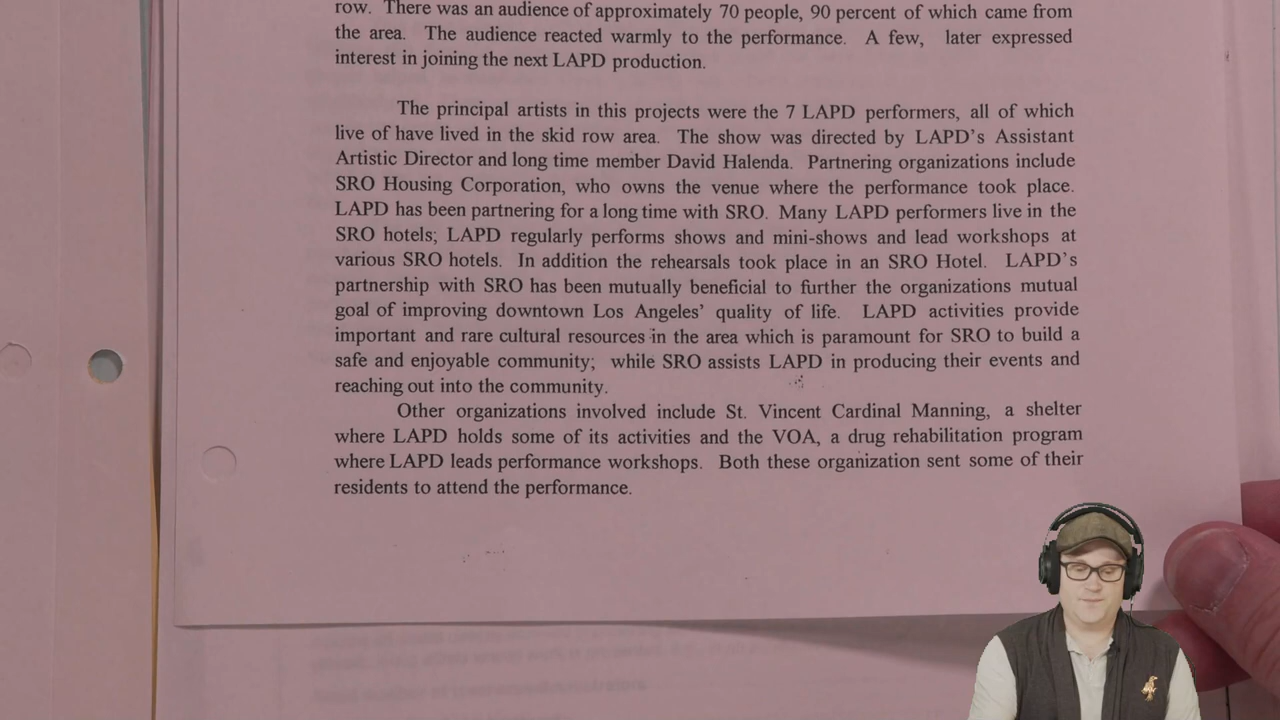 row. There was an audience of approximately 70 people, 90 percent of which came from
the area. The audience reacted warmly to the performance. A few, later expressed
interest in joining the next LAPD production.
The principal artists in this projects were the 7 LAPD performers, all of which
live of have lived in the skid row area. The show was directed by LAPD's Assistant
Artistic Director and long time member David Halenda. Partnering organizations include
SRO Housing Corporation, who owns the venue where the performance took place.
LAPD has been partnering for a long time with SRO. Many LAPD performers live in the
SRO hotels; LAPD regularly performs shows and mini-shows and lead workshops at
various SRO hotels. In addition the rehearsals took place in an SRO Hotel. LAPD's
partnership with SRO has been mutually beneficial to further the organizations mutual
goal of improving downtown Los Angeles' quality of life. LAPD activities provide
important and rare cultural resources in the area which is paramount for SRO to build a
safe and enjoyable community; while SRO assists LAPD in producing their events and
reaching out into the community.
Other organizations involved include St. Vincent Cardinal Manning, a shelter
where LAPD holds some of its activities and the VOA, a drug rehabilitation program
where LAPD leads performance workshops. Both these organization sent some of their
residents to attend the performance.